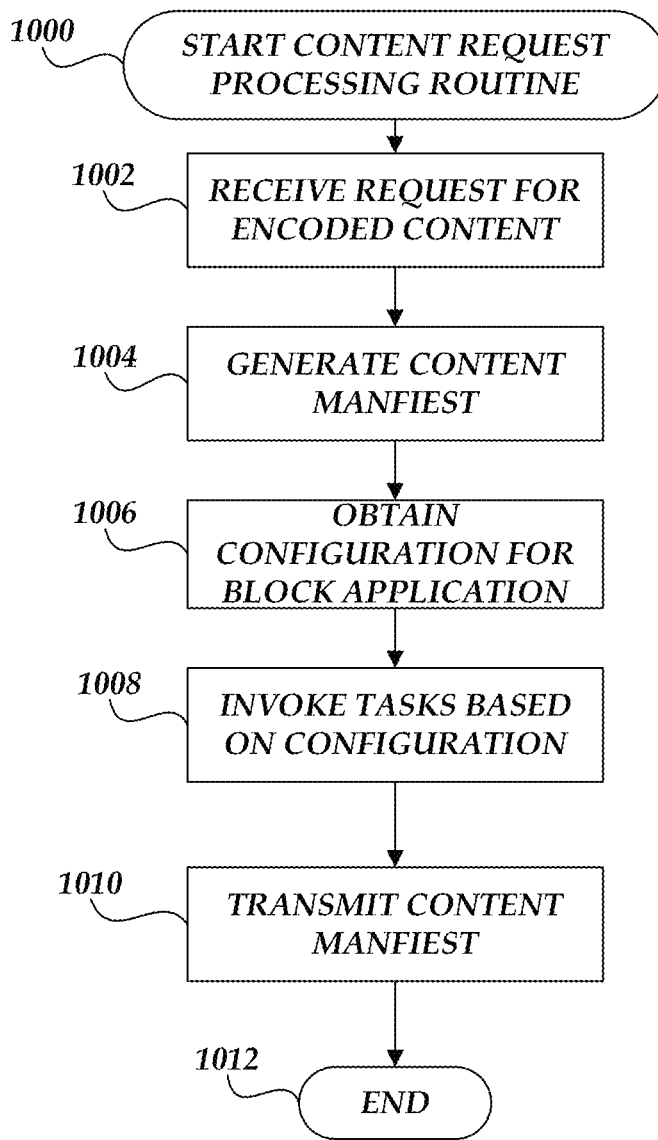 1000
START CONTENT REQUEST
PROCESSING ROUTINE
1002
RECEIVE REQUEST FOR
ENCODED CONTENT
1004
GENERATE CONTENT
MANFIEST
1006
OBTAIN
CONFIGURATION FOR
BLOCK APPLICATION
1008
INVOKE TASKS BASED
ON CONFIGURATION
1010
TRANSMIT CONTENT
MANFIEST
1012
END